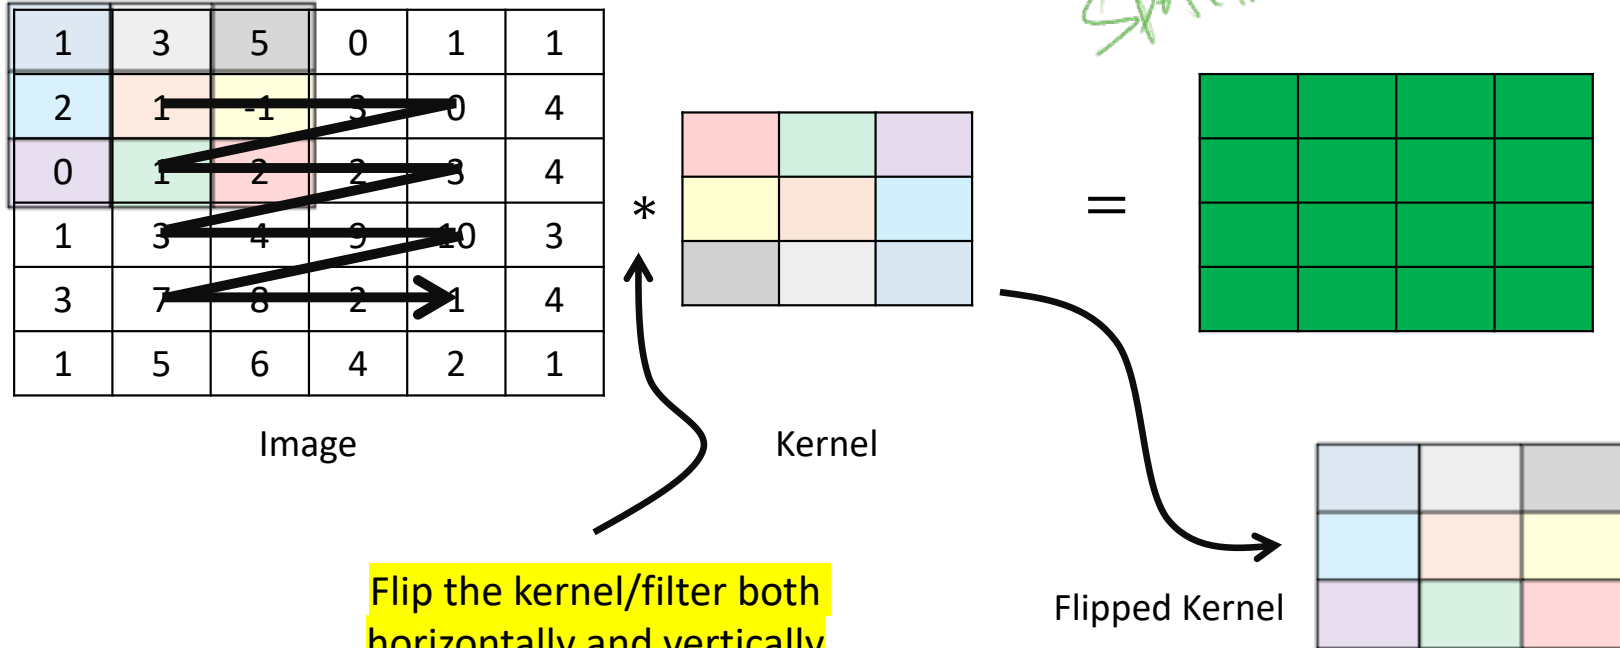 1 3 5 0 1 1
2 1 -1 3 0 4
0 1 2 2 3 4
1 3 4 9 10 3
3 7 8 2 1 4
1 5 6 4 2 1
* =
Image
Kernel
Flip the kernel/filter both
horizontally and vertically
Flipped Kernel